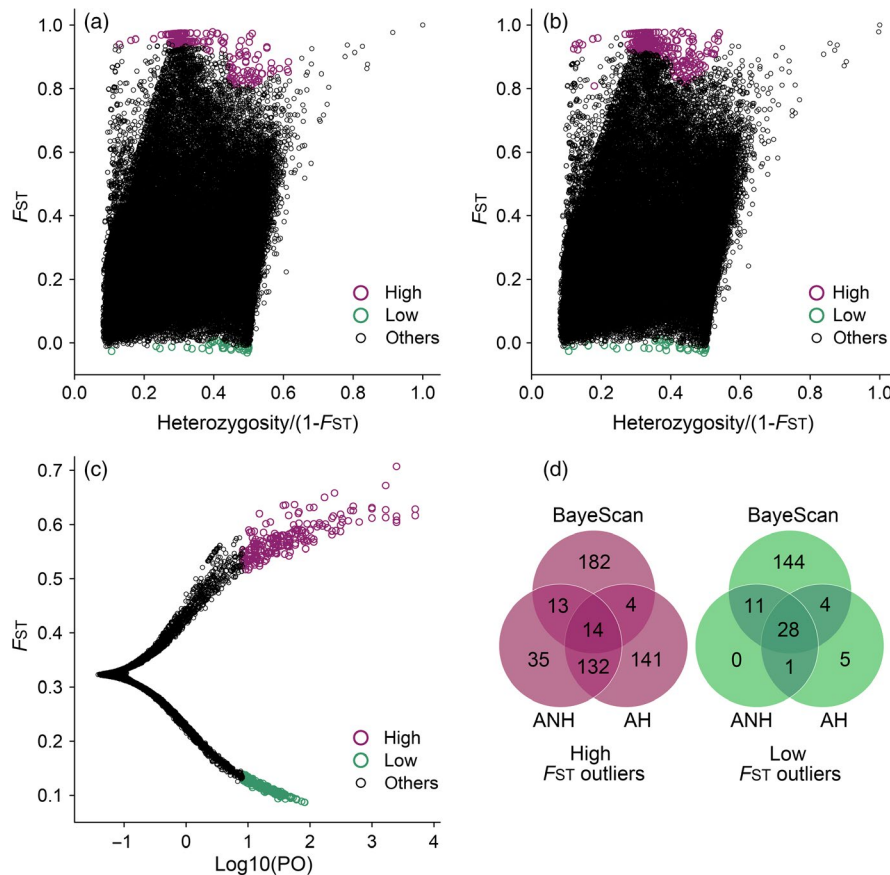 (a)
1.0
0.8
0.6
0.4
0.2
0.0
FST
High
Low
Others
0.0 0.2 0.4 0.6 0.8 1.0
Heterozygosity/(1-FST)
(b)
1.0
0.8
0.6
0.4
0.2
0.0
FST
High
Low
Others
0.0 0.2 0.4 0.6 0.8 1.0
Heterozygosity/(1-FST)
(c)
0.7
0.6
0.5
0.4
0.3
0.2
0.1
FST
High
Low
Others
−1 0 1 2 3 4
Log10(PO)
(d)
BayeScan BayeScan
182 144
13 4 11 4
14 28
35 132 141 0 1 5
ANH AH ANH AH
High Low
FST outliers FST outliers